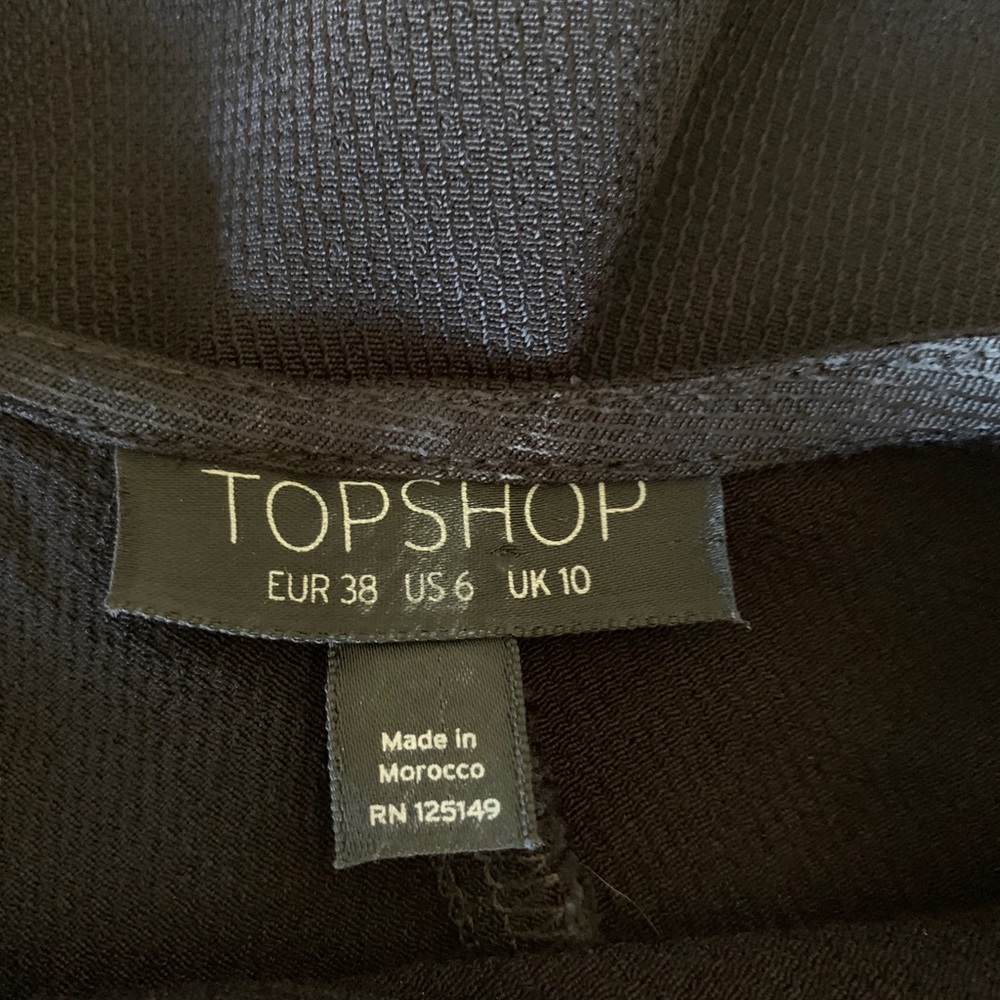 TOPSHOP
EUR 38 US 6 UK 10
Made in
Morocco
RN 125149